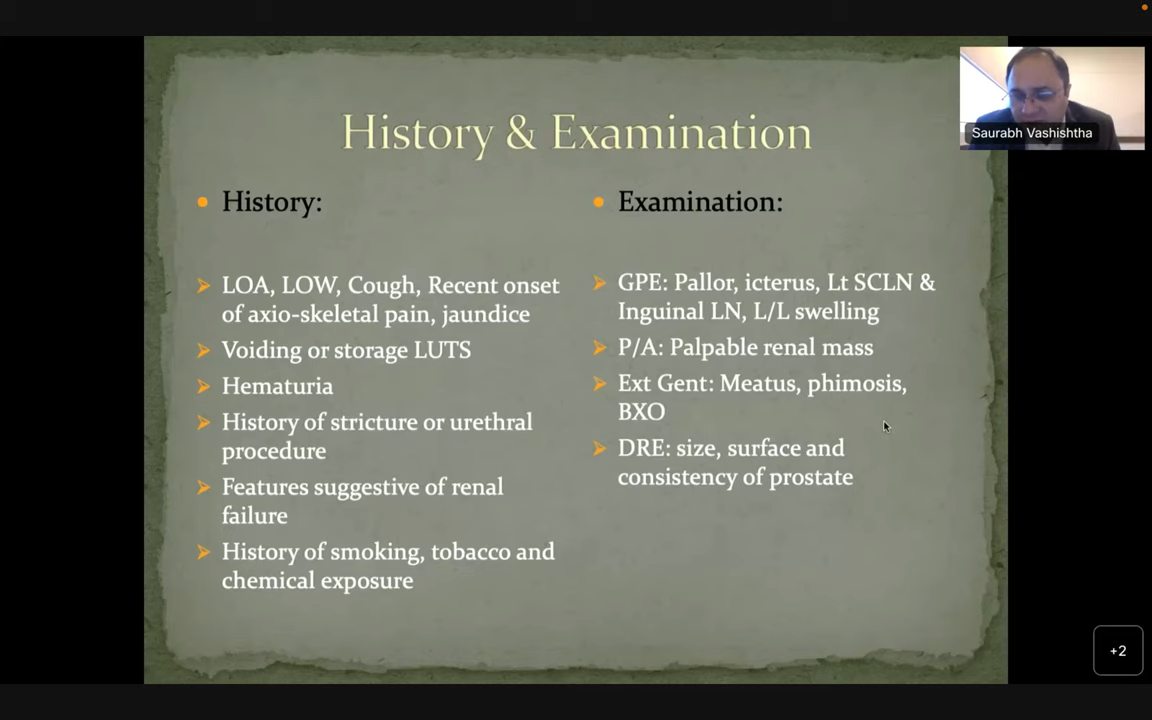 History & Examination
History:
LOA, LOW, Cough, Recent onset
of axio-skeletal pain, jaundice
Voiding or storage LUTS
Hematuria
History of stricture or urethral
procedure
Features suggestive of renal
failure
History of smoking, tobacco and
chemical exposure
Examination:
GPE: Pallor, icterus, Lt SCLN &
Inguinal LN, L/L swelling
P/A: Palpable renal mass
Ext Gent: Meatus, phimosis,
BXO
DRE: size, surface and
consistency of prostate
Saurabh Vashishtha
+2